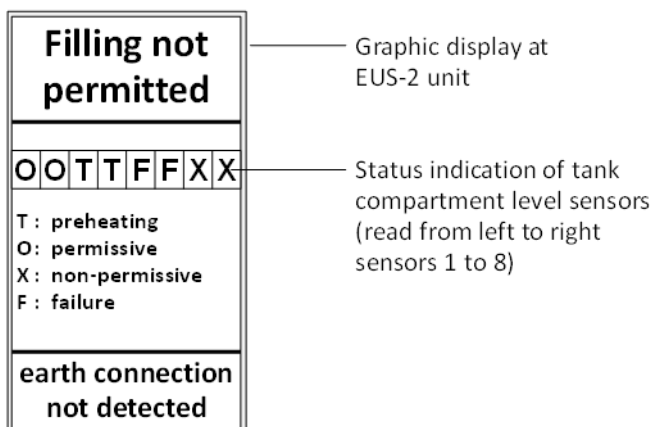 Filling not
permitted
Graphic display at
EUS-2 unit
O O T T F F X X
Status indication of tank
compartment level sensors
(read from left to right
sensors 1 to 8)
T : preheating
O: permissive
X : non-permissive
F : failure
earth connection
not detected